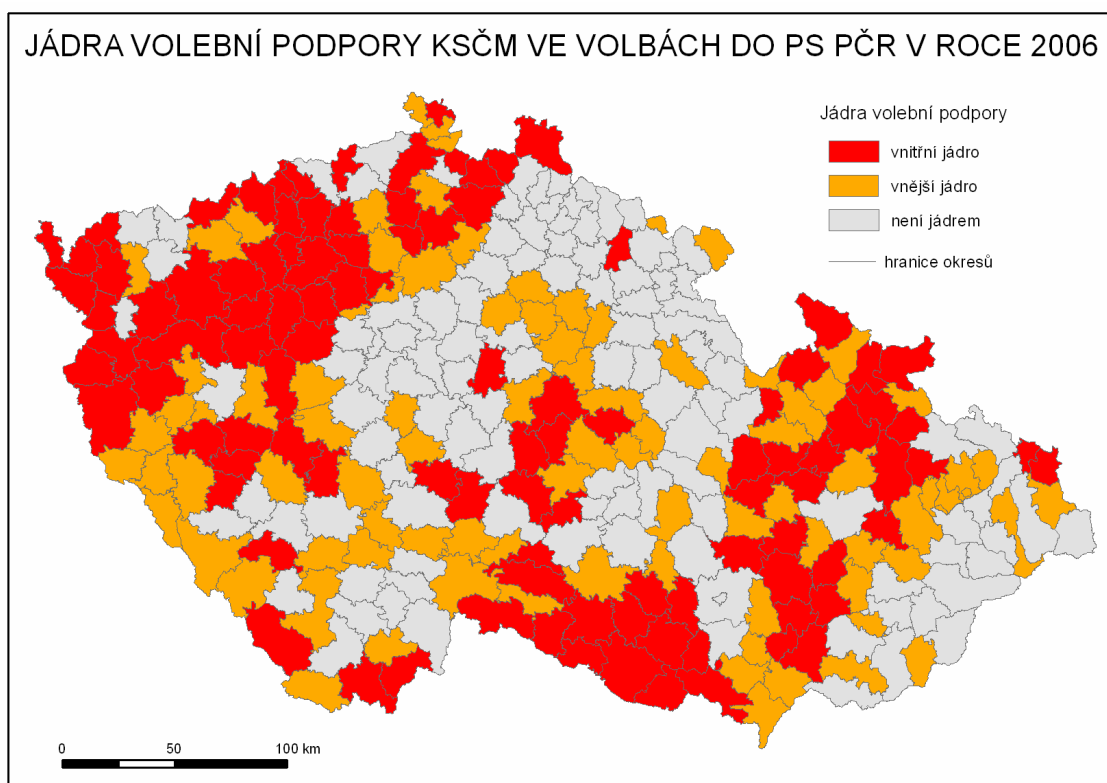 JÁDRA VOLEBNÍ PODPORY KSČM VE VOLBÁCH DO PS PČR V ROCE 2006
Jádra volební podpory
vnitřní jádro
vnější jádro
není jádrem
hranice okresů
0 50 100 km